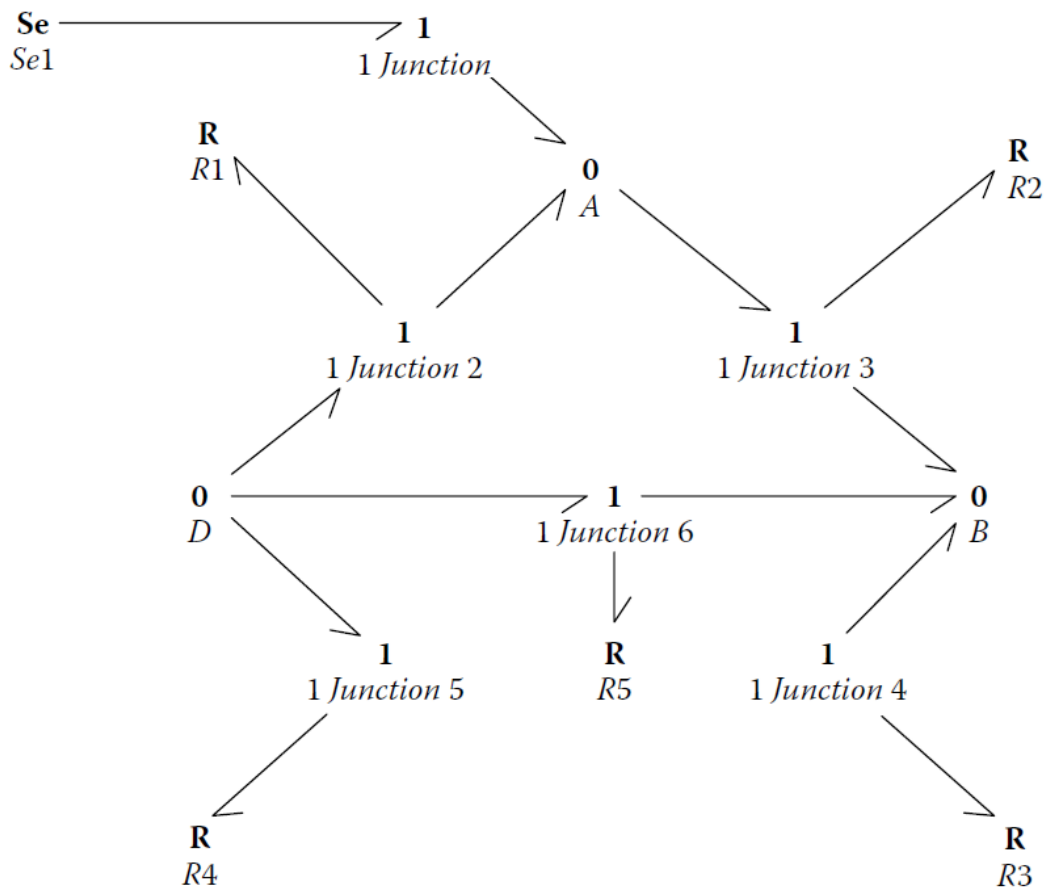 Se
Se1
1
1 Junction
R
R1
0
A
R
R2
1
1 Junction 2
1
1 Junction 3
0
D
1
1 Junction 6
0
B
1
1 Junction 5
R
R5
1
1 Junction 4
R
R4
R
R3